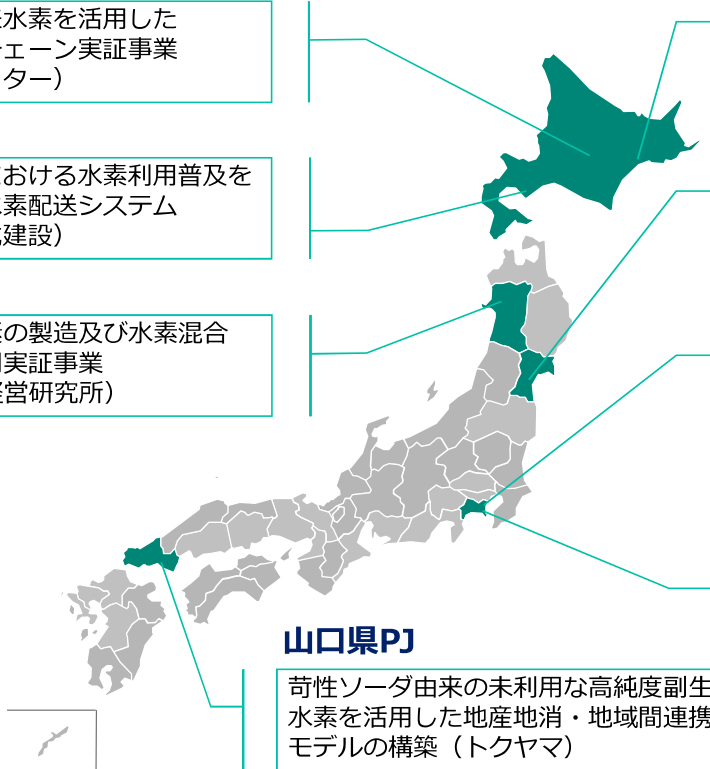 水素を活用した
ェーン実証事業
ター）
おける水素利用普及を
素配送システム
建設）
の製造及び水素混合
実証事業
営研究所）
山口県PJ
苛性ソーダ由来の未利用な高純度副生
水素を活用した地産地消・地域間連携
モデルの構築（トクヤマ）